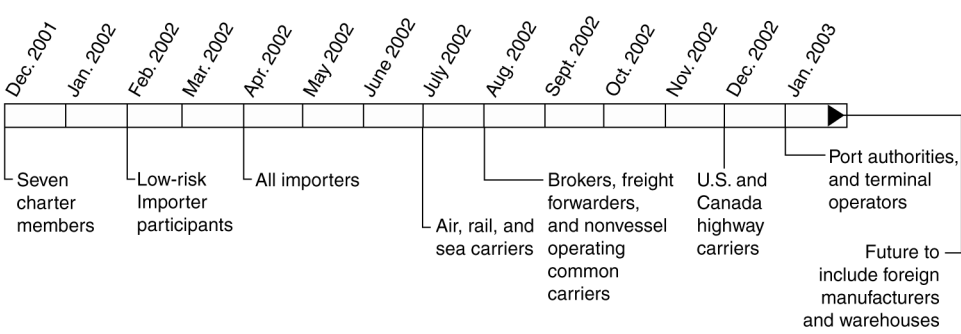 Dec. 2001
Jan. 2002
Feb. 2002
Mar. 2002
Apr. 2002
May 2002
June 2002
July 2002
Aug. 2002
Sept. 2002
Oct. 2002
Nov. 2002
Dec. 2002
Jan. 2003
Seven
charter
members
Low-risk
Importer
participants
All importers
Air, rail, and
sea carriers
Brokers, freight
forwarders,
and nonvessel
operating
common
carriers
U.S. and
Canada
highway
carriers
Port authorities,
and terminal
operators
Future to
include foreign
manufacturers
and warehouses